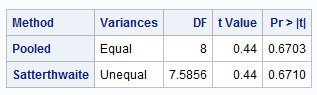 Method Variances DF t Value Pr > |t|
Pooled Equal 8 0.44 0.6703
Satterthwaite Unequal 7.5856 0.44 0.6710